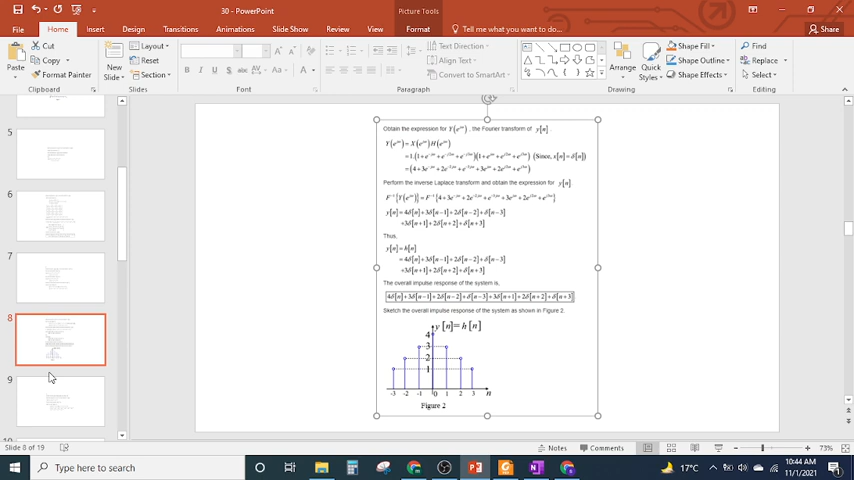 30 - PowerPoint
Picture Tools
File
Home
Insert
Design
Transitions
Animations
Slide Show
Review
View
Format
Tell me what you want to do...
Share
Paste
Cut
Copy
Format Painter
Clipboard
New
Slide
Layout
Reset
Section
Slides
B I U S abc AV Aa A
Font
Text Direction
Align Text
Convert to SmartArt
Paragraph
Arrange
Quick
Styles
Shape Fill
Shape Outline
Shape Effects
Drawing
Find
Replace
Select
Editing
5
6
7
8
9
Obtain the expression for Y(e^jω), the Fourier transform of y[n]
Y(e^jω) = X(e^jω)H(e^jω)
= 1.(1+e^-jω+e^-j2ω+e^-j3ω)(1+e^jω+e^j2ω+e^j3ω) (Since, x[n]=δ[n])
= (4+3e^-jω+2e^-j2ω+e^-j3ω+3e^jω+2e^j2ω+e^j3ω)
Perform the inverse Laplace transform and obtain the expression for y[n]
F^-1{Y(e^jω)} = F^-1{4+3e^-jω+2e^-j2ω+e^-j3ω+3e^jω+2e^j2ω+e^j3ω}
y[n] = 4δ[n]+3δ[n−1]+2δ[n−2]+δ[n−3]
+3δ[n+1]+2δ[n+2]+δ[n+3]
Thus,
y[n] = h[n]
= 4δ[n]+3δ[n−1]+2δ[n−2]+δ[n−3]
+3δ[n+1]+2δ[n+2]+δ[n+3]
The overall impulse response of the system is,
4δ[n]+3δ[n−1]+2δ[n−2]+δ[n−3]+3δ[n+1]+2δ[n+2]+δ[n+3]
Sketch the overall impulse response of the system as shown in Figure 2.
y[n]= h[n]
4
3
2
1
-3 -2 -1 0 1 2 3 n
Figure 2
Slide 8 of 19
Notes
Comments
73%
Type here to search
17°C
10:44 AM
11/1/2021